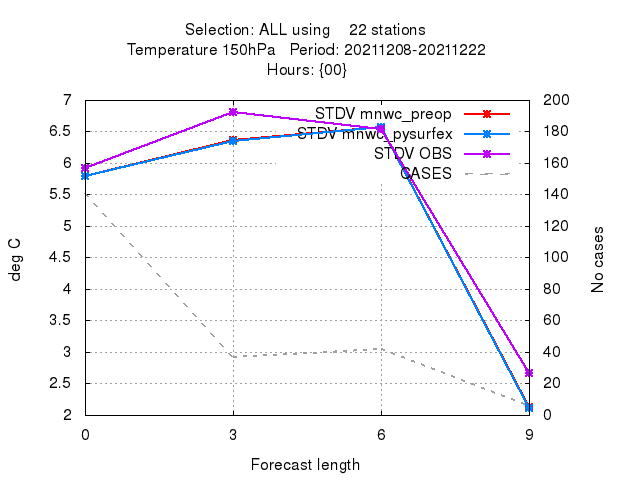 Selection: ALL using 22 stations
Temperature 150hPa Period: 20211208-20211222
Hours: {00}
7 200
STDV mnwc_preop
6.5 STDV mnwc_pysurfex 180
STDV OBS
6 160
CASES
5.5 140
5 120
4.5 100
deg C
No cases
4 80
3.5 60
3 40
2.5 20
2 0
0 3 6 9
Forecast length